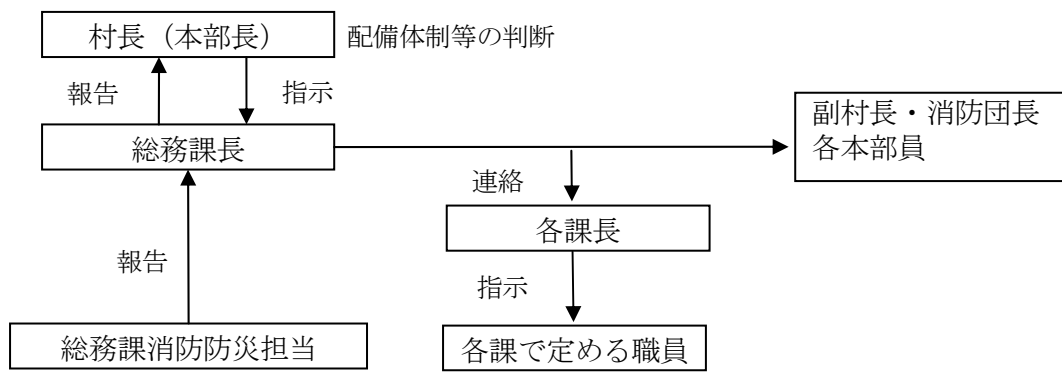 村長（本部長）
配備体制等の判断
報告
指示
総務課長
副村長・消防団長
各本部員
連絡
各課長
報告
指示
総務課消防防災担当
各課で定める職員